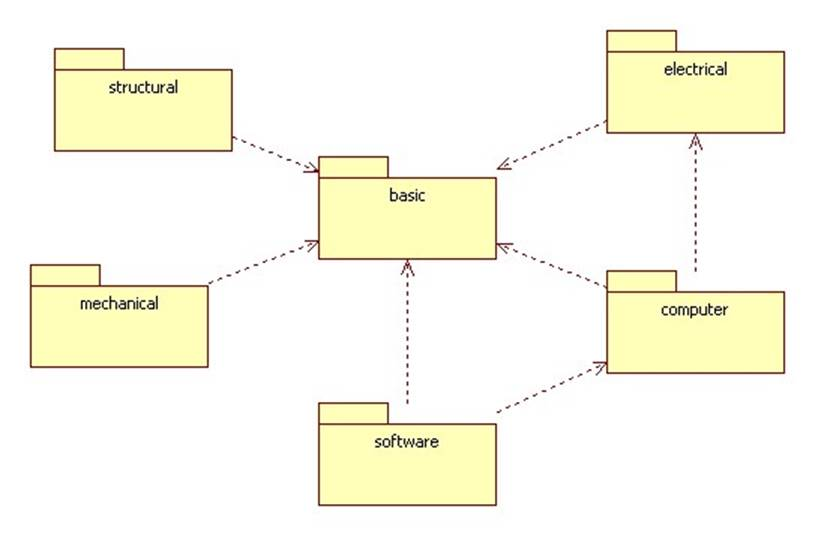 structural
electrical
basic
mechanical
computer
software